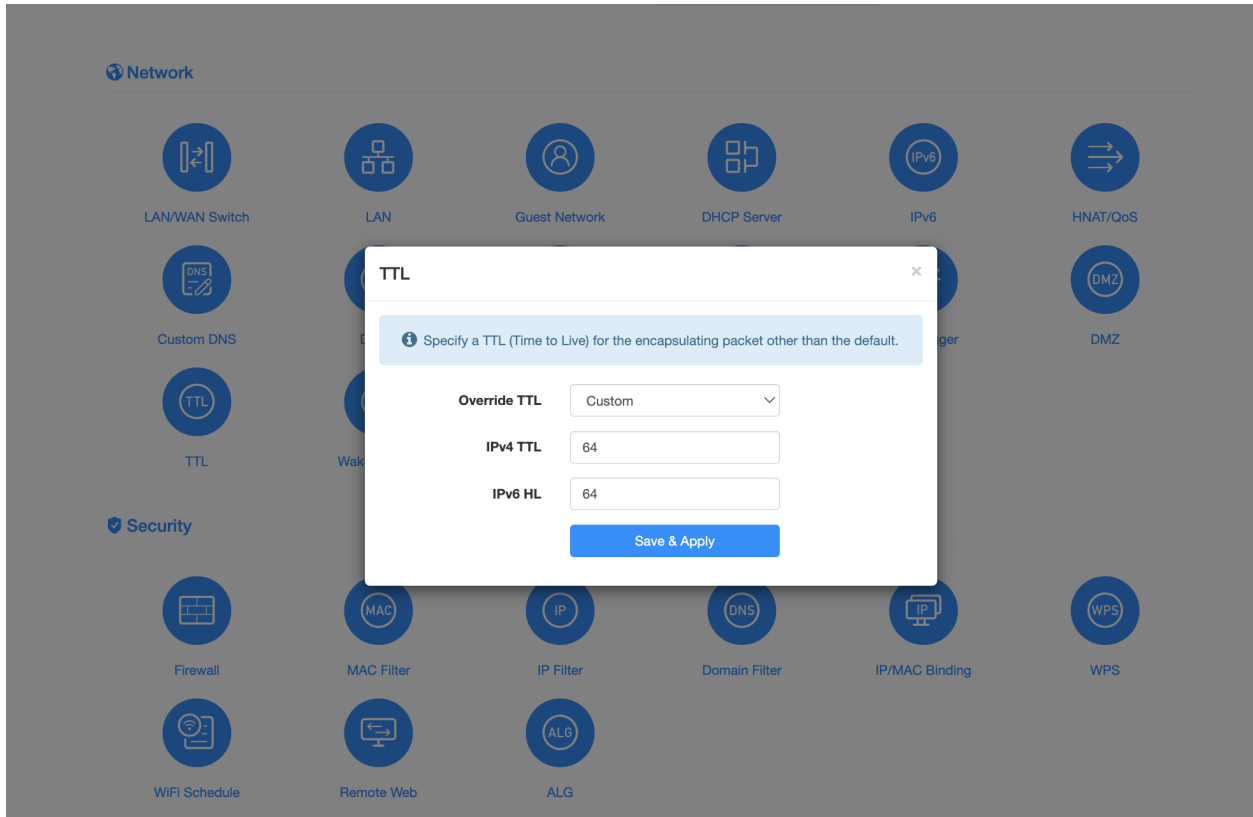 Network
IPv6
LAN/WAN Switch
LAN
Guest Network
DHCP Server
IPv6
HNAT/QoS
DNS
DMZ
Custom DNS
DMZ
TTL
×
Specify a TTL (Time to Live) for the encapsulating packet other than the default.
Override TTL
Custom
IPv4 TTL
64
IPv6 HL
64
Save & Apply
TTL
TTL
Security
MAC
IP
DNS
IP
WPS
Firewall
MAC Filter
IP Filter
Domain Filter
IP/MAC Binding
WPS
ALG
WiFi Schedule
Remote Web
ALG